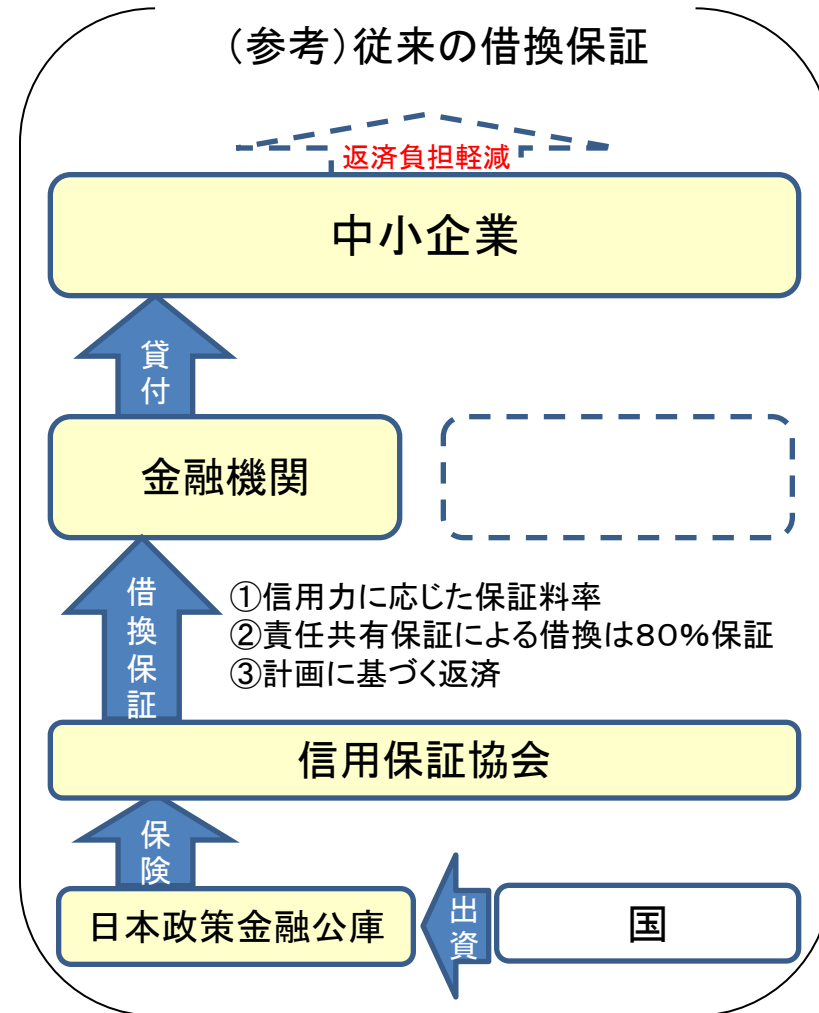 (参考)従来の借換保証
返済負担軽減
中小企業
貸付
金融機関
借換保証
①信用力に応じた保証料率
②責任共有保証による借換は80%保証
③計画に基づく返済
信用保証協会
保険
日本政策金融公庫
出資
国